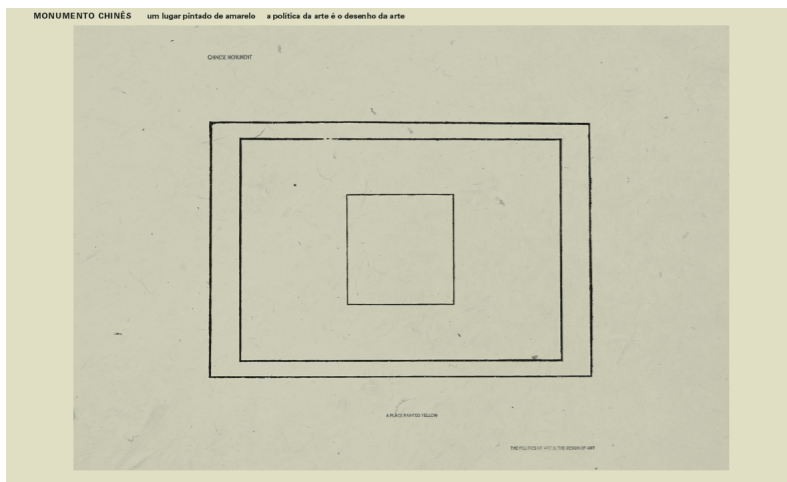 MONUMENTO CHINÊS um lugar pintado de amarelo a política da arte é o desenho da arte
CHINESE MONUMENT
A PLACE PAINTED YELLOW
THE POLITICS OF ART IS THE DESIGN OF ART